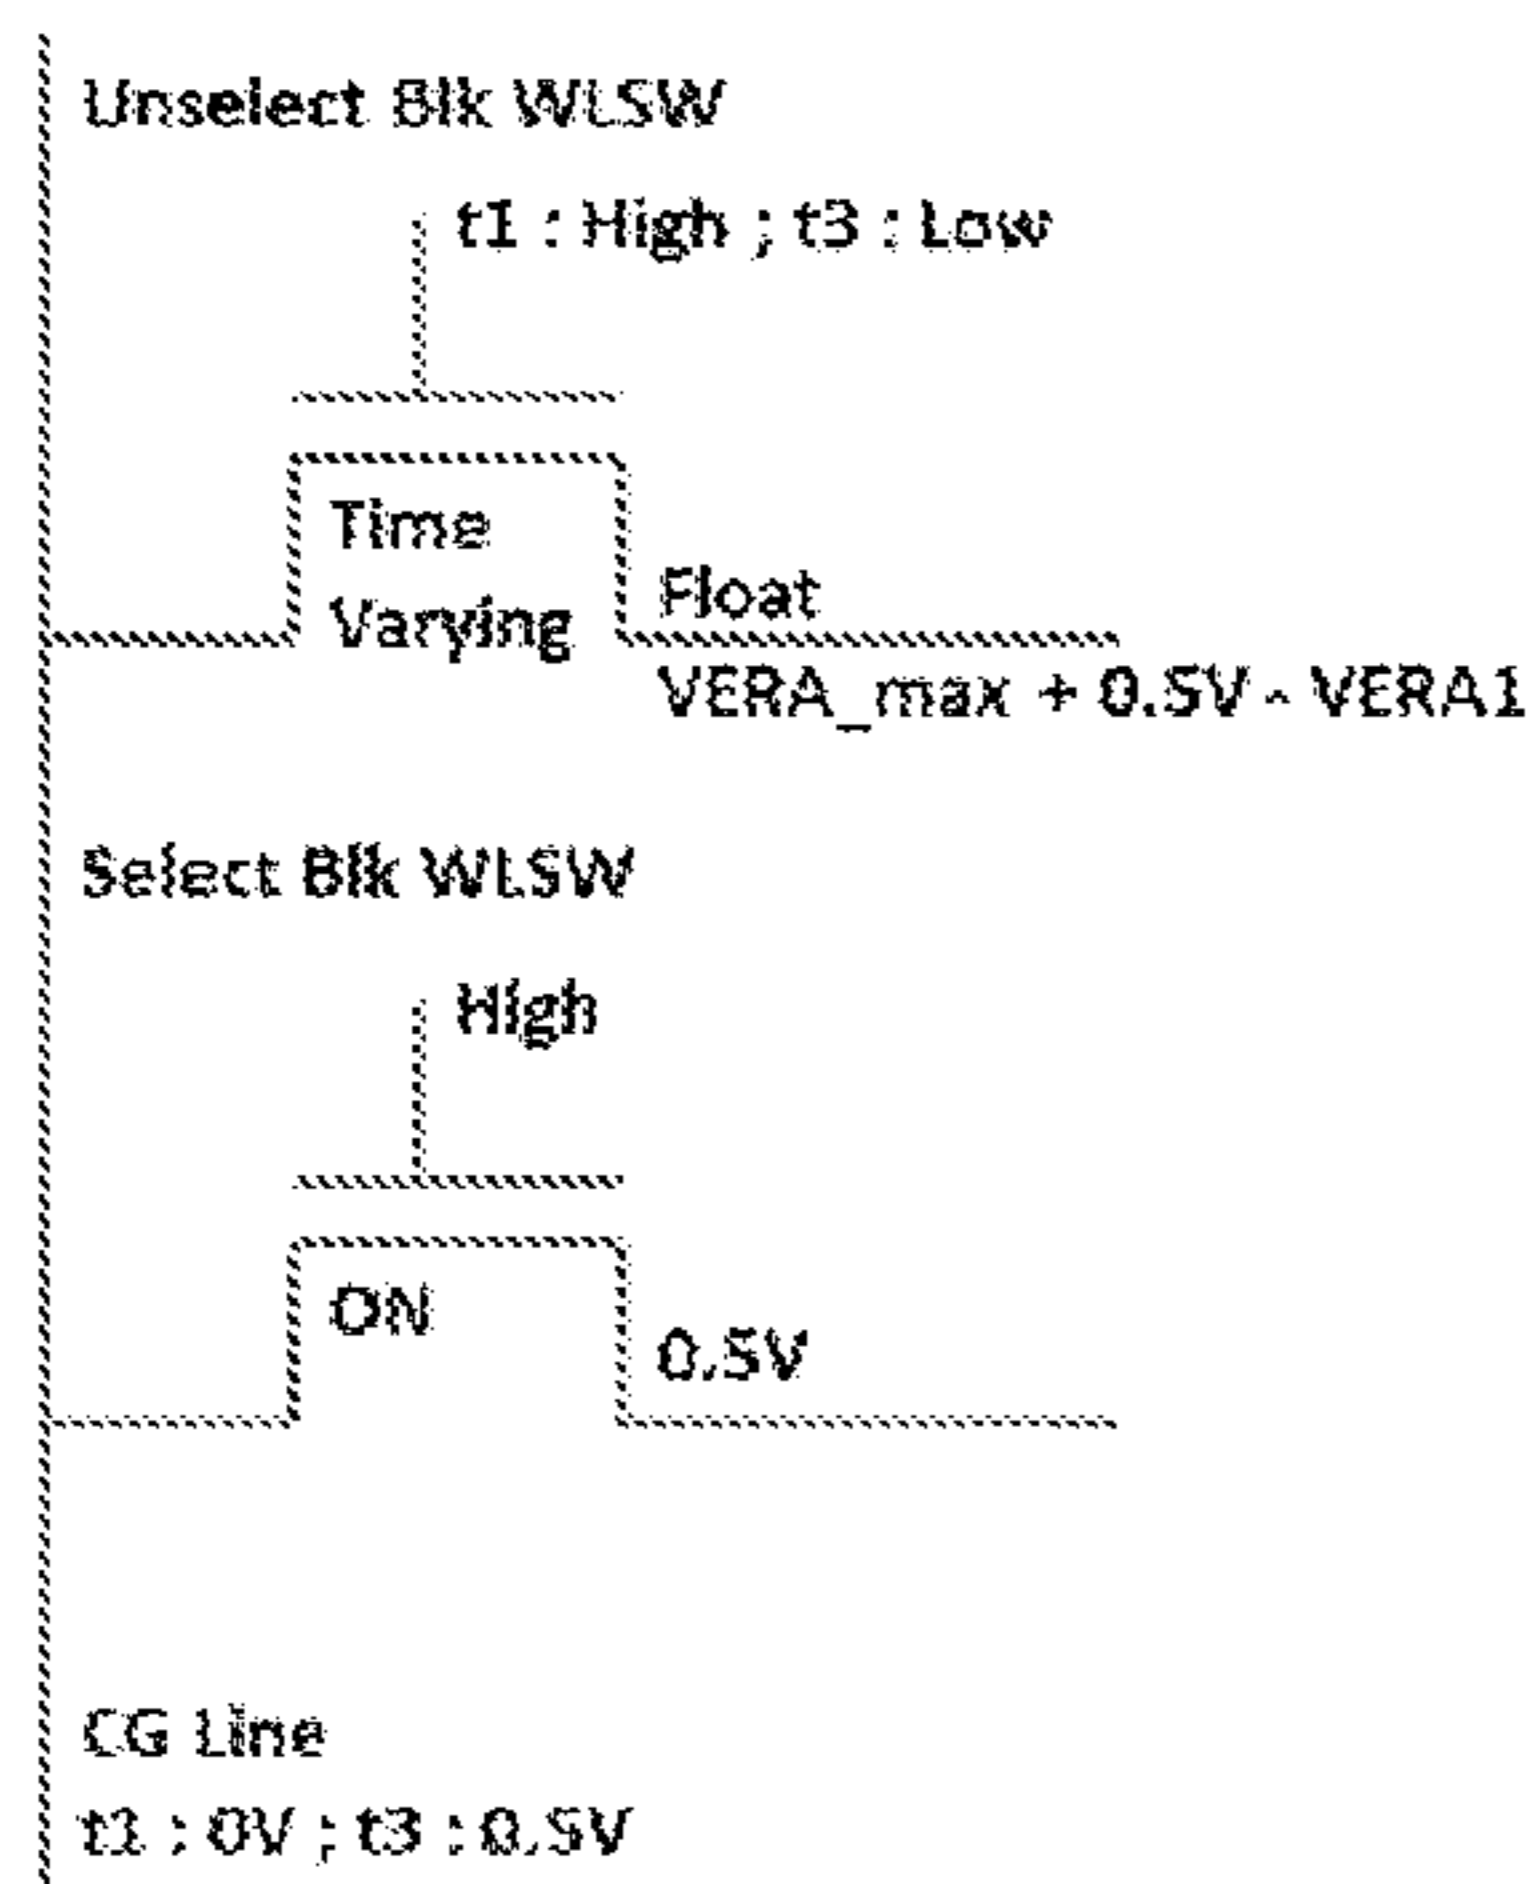 Unselect Blk WLSW
t1 : High ; t3 : Low
Time
Varying
Float
VERA_max + 0.5V - VERA1
Select Blk WLSW
High
ON
0.5V
CG Line
t1 : 0V ; t3 : 0.5V